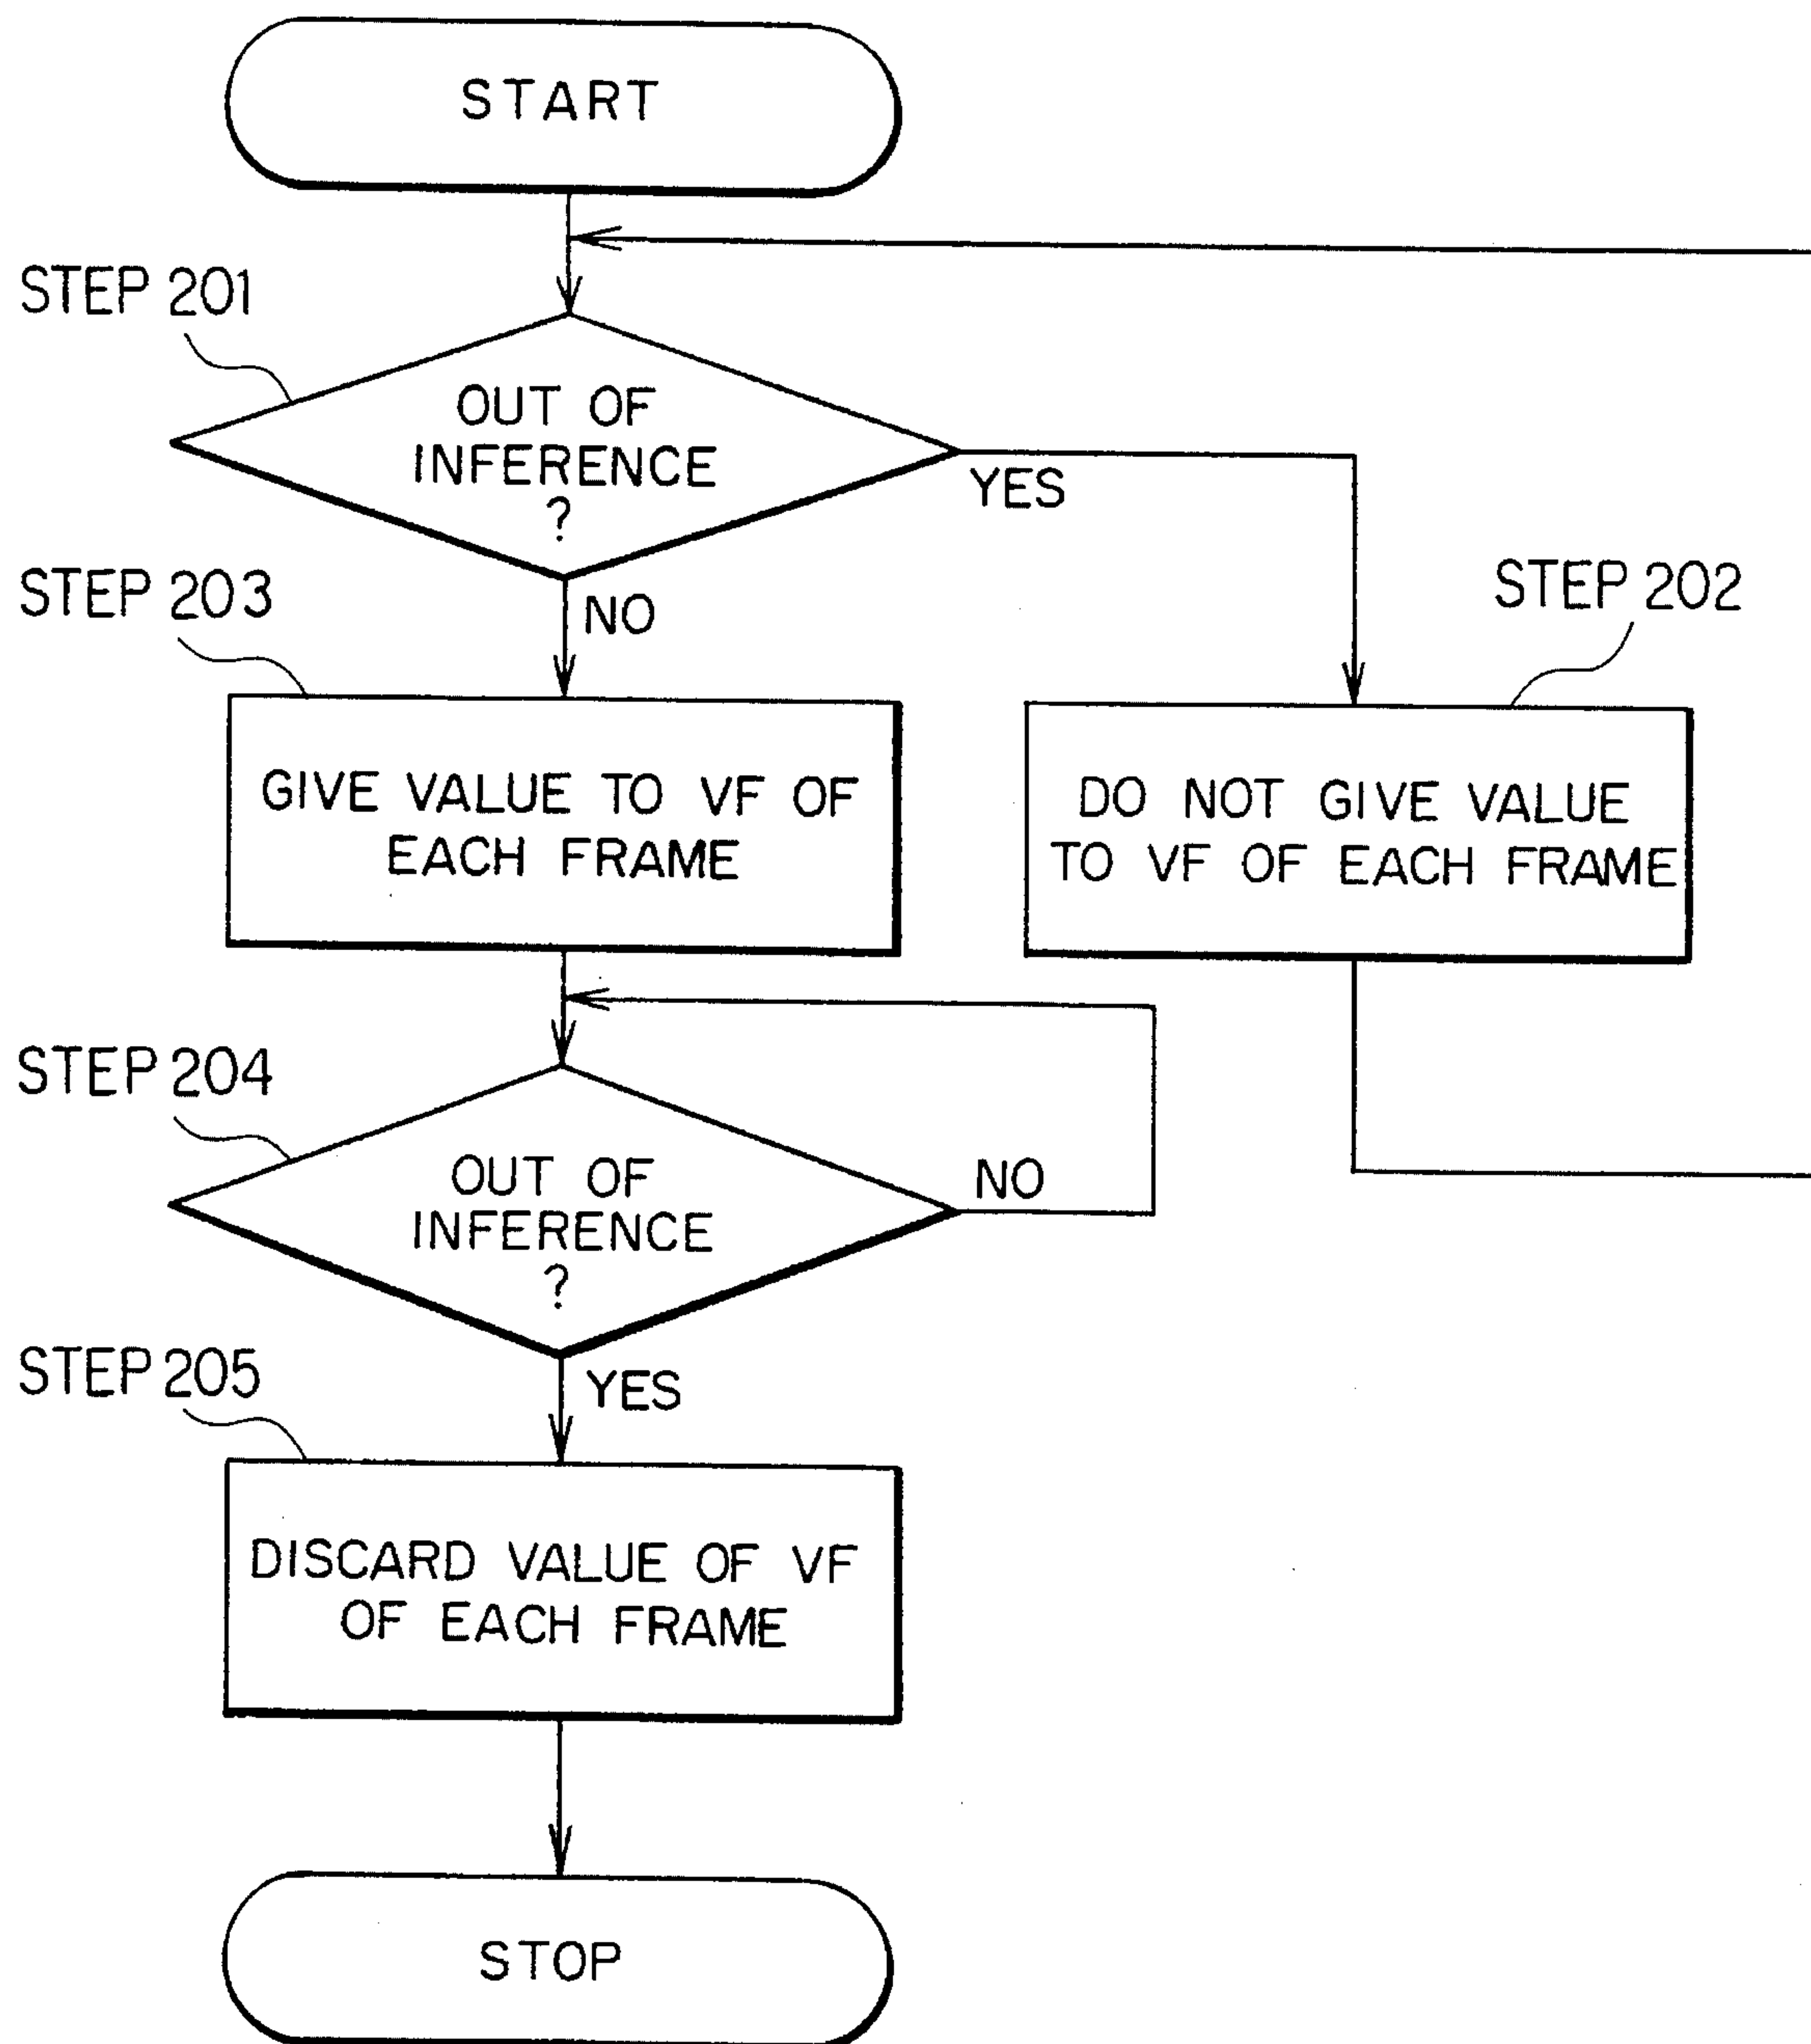 START
STEP 201
OUT OF
INFERENCE
?
YES
NO
STEP 203
STEP 202
GIVE VALUE TO VF OF
EACH FRAME
DO NOT GIVE VALUE
TO VF OF EACH FRAME
STEP 204
OUT OF
INFERENCE
?
NO
YES
STEP 205
DISCARD VALUE OF VF
OF EACH FRAME
STOP